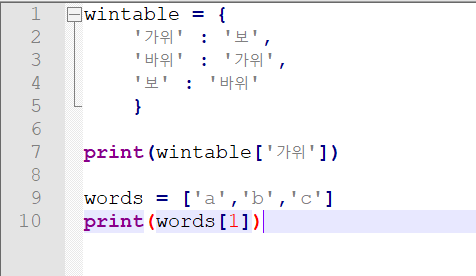 1 wintable = {
2     '가위' : '보',
3     '바위' : '가위',
4     '보' : '바위'
5     }
6
7 print(wintable['가위'])
8
9 words = ['a','b','c']
10 print(words[1])